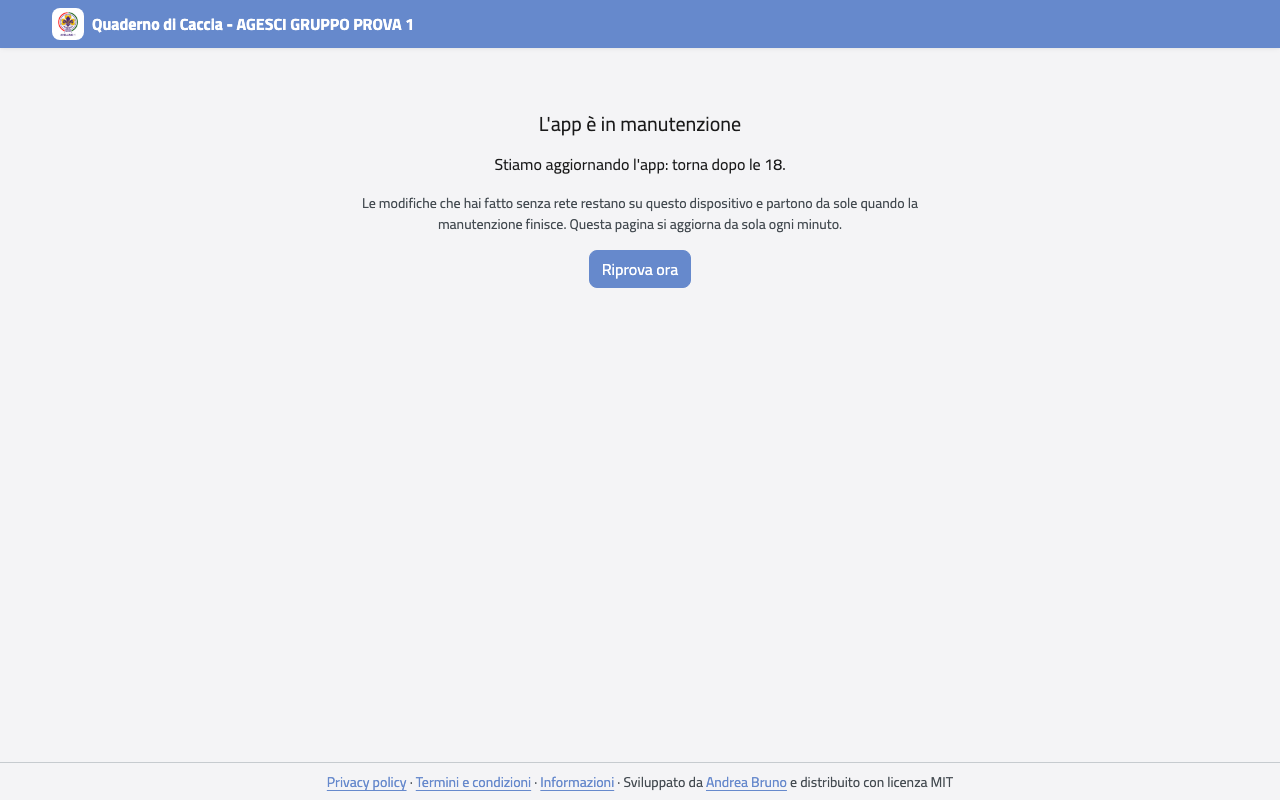 Quaderno di Caccia - AGESCI GRUPPO PROVA 1
L'app è in manutenzione
Stiamo aggiornando l'app: torna dopo le 18.
Le modifiche che hai fatto senza rete restano su questo dispositivo e partono da sole quando la
manutenzione finisce. Questa pagina si aggiorna da sola ogni minuto.
Riprova ora
Privacy policy · Termini e condizioni · Informazioni · Sviluppato da Andrea Bruno e distribuito con licenza MIT